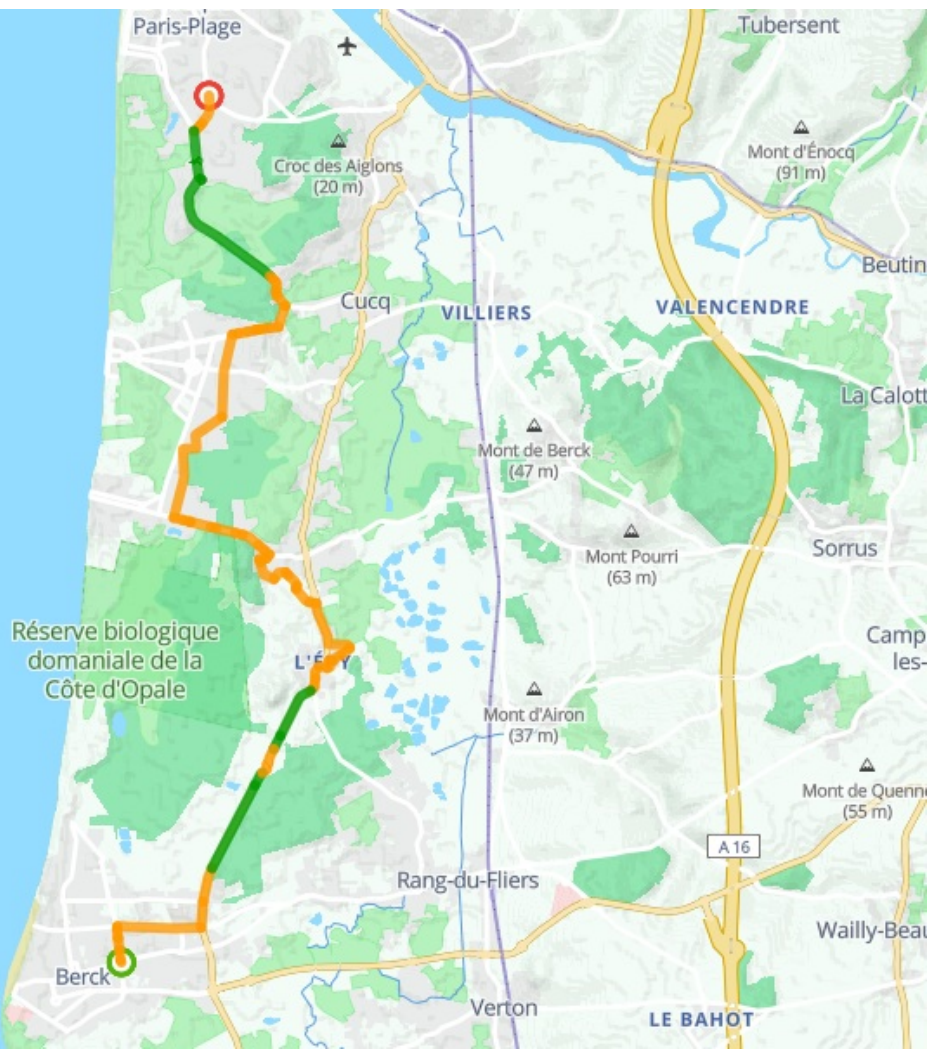 Paris-Plage
Tubersent
Croc des Aiglons
(20 m)
Mont d'Énocq
(91 m)
Beutin
Cucq
VILLIERS
VALENCENDRE
La Calott
Mont de Berck
(47 m)
Mont Pourri
(63 m)
Sorrus
Réserve biologique
domaniale de la
Côte d'Opale
Camp
les-
Mont d'Airon
(37 m)
Mont de Quenne
(55 m)
A 16
Rang-du-Fliers
Wailly-Beau
Berck
Verton
LE BAHOT